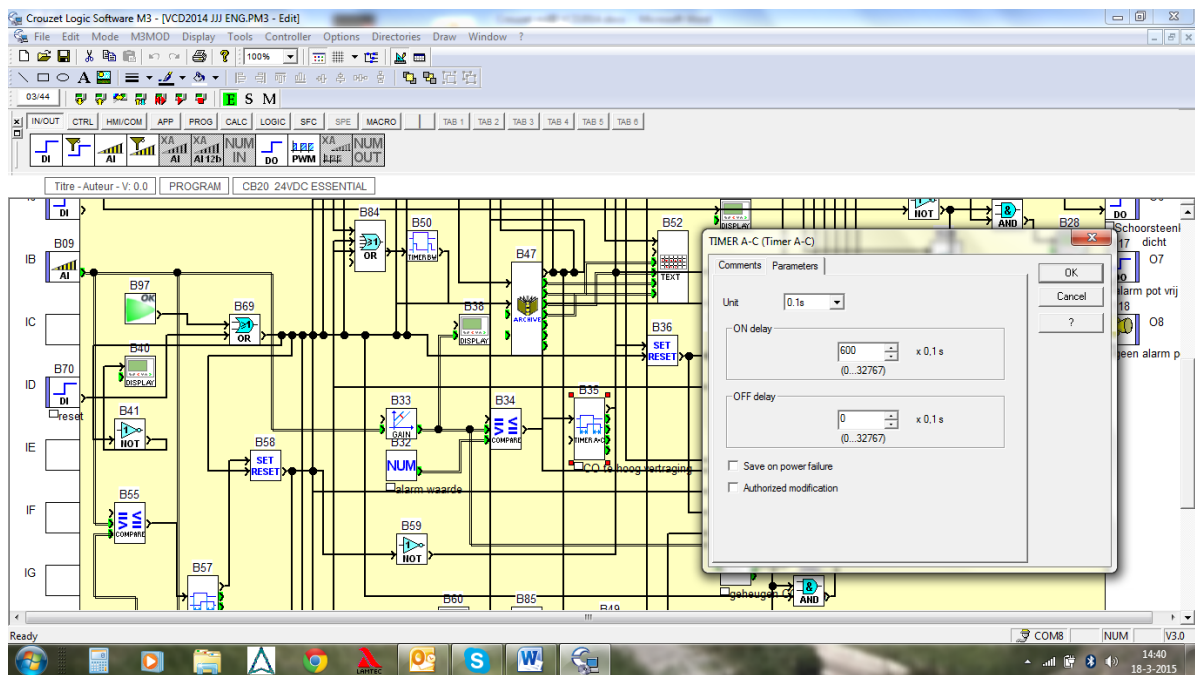 Crouzet Logic Software M3 - [VCD2014 JJJ ENG.PM3 - Edit]
File Edit Mode M3MOD Display Tools Controller Options Directories Draw Window ?
100%
A
03/44 E S M
IN/OUT CTRL HMI/COM APP PROG CALC LOGIC SFC SPE MACRO TAB 1 TAB 2 TAB 3 TAB 4 TAB 5 TAB 6
DI AI XA AI XA AI 12b NUM IN DO PWM XA NUM OUT
Titre - Auteur - V: 0.0 PROGRAM CB20 24VDC ESSENTIAL
DI
B84
OR
B50
TIMER BW
B52
TEXT
DISPLAY
NOT
AND
B28
DO
Schoorsteenk
17 dicht
O7
DO
alarm pot vrij
18
O8
geen alarm p
B09
IB
AI
B47
ARCHIVE
B97
OK
B69
OR
B38
DISPLAY
IC
B36
SET
RESET
B40
DISPLAY
B70
ID
DI
reset
B41
NOT
B33
GAIN
B34
COMPARE
B35
TIMER A•C
CO te hoog vertraging
IE
B58
SET
RESET
B32
NUM
alarm waarde
B55
IF
COMPARE
B59
NOT
IG
B57
B60
B85
B49
geheugen
AND
TIMER A-C (Timer A-C)
Comments Parameters
OK
Cancel
?
Unit 0.1s
ON delay
600 x 0,1 s
(0...32767)
OFF delay
0 x 0,1 s
(0...32767)
Save on power failure
Authorized modification
Ready COM8 NUM V3.0
LAMTEC
14:40
18-3-2015